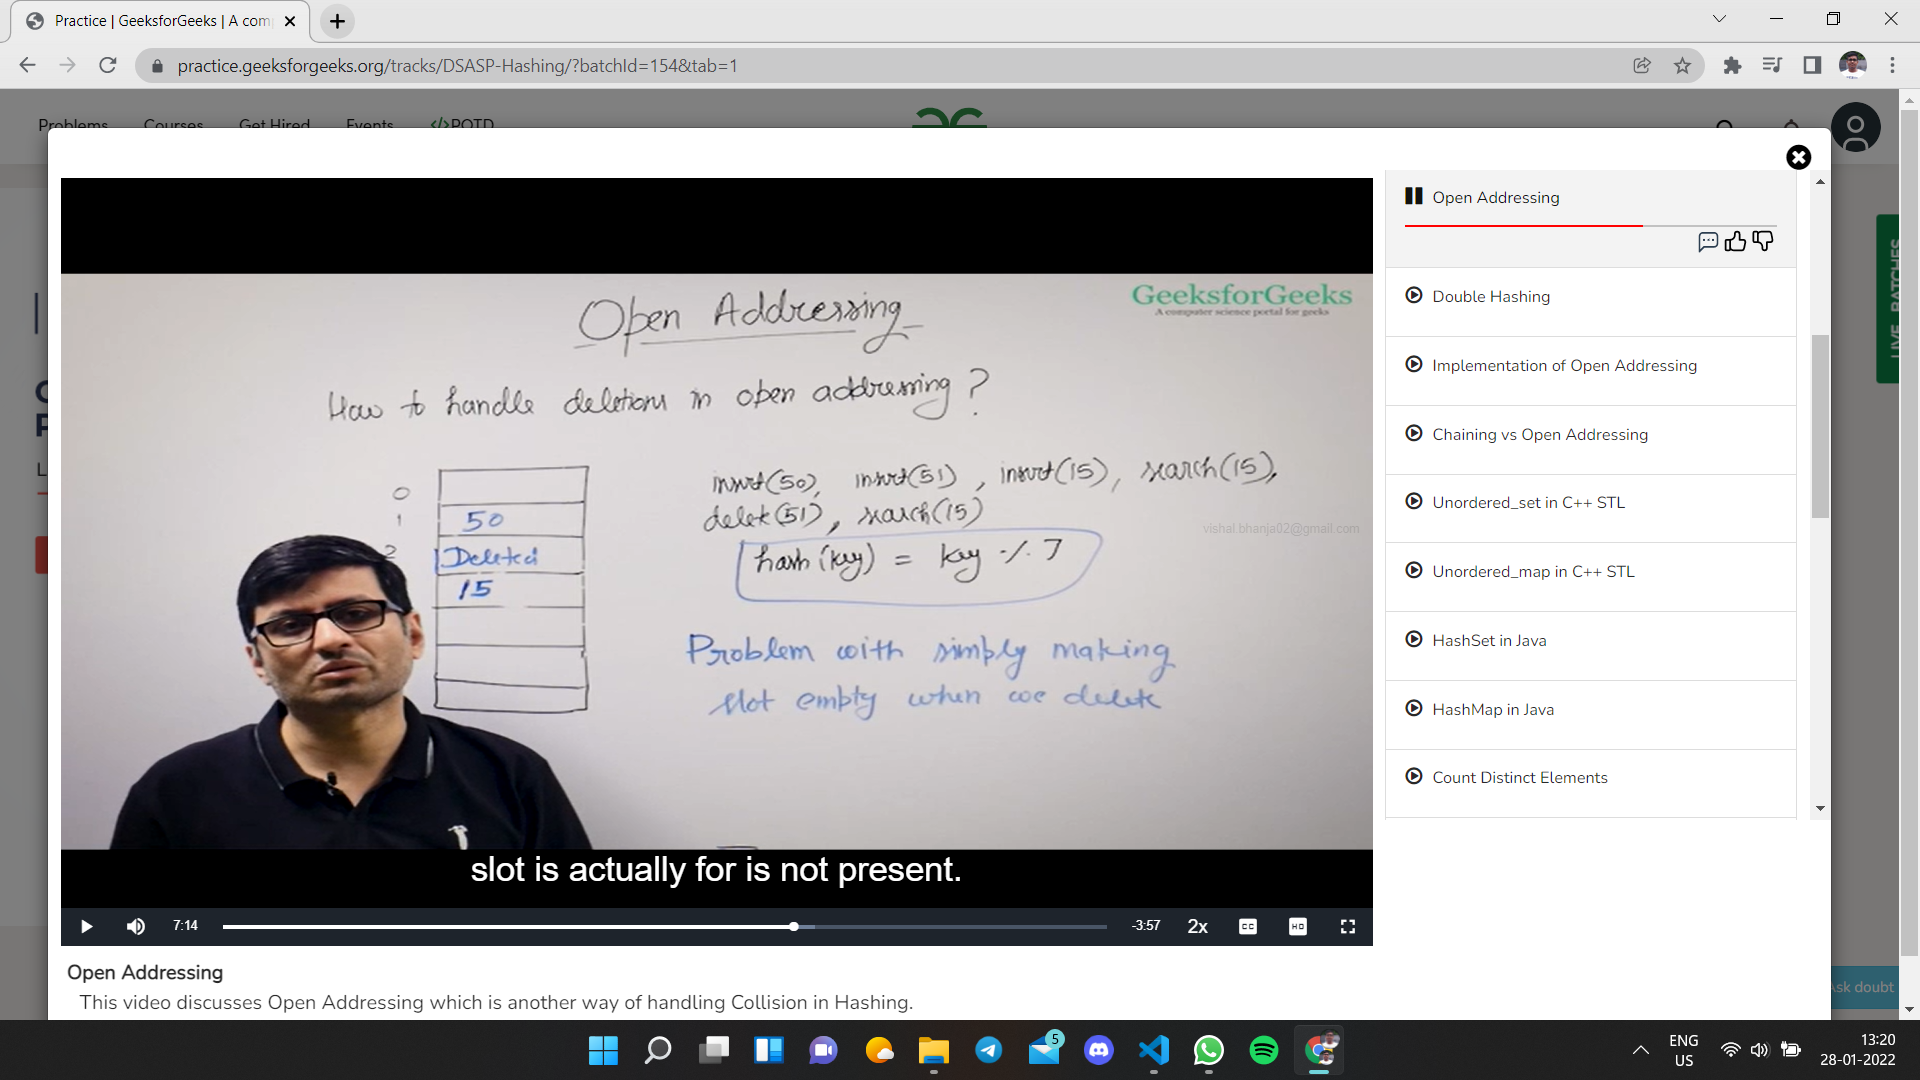 Practice | GeeksforGeeks | A com
practice.geeksforgeeks.org/tracks/DSASP-Hashing/?batchId=154&tab=1
Problems Courses Get Hired Events </>POTD
LIVE BATCHES
Open Addressing
GeeksforGeeks
A computer science portal for geeks
How to handle deletions in open addressing ?
insert(50), insert(51), insert(15), search(15),
delete(51), search(15)
vishal.bhanja02@gmail.com
hash(key) = key % 7
0
1 50
2 Deleted
15
Problem with simply making
slot empty when we delete
slot is actually for is not present.
7:14 -3:57 2x CC HD
Open Addressing
This video discusses Open Addressing which is another way of handling Collision in Hashing.
Open Addressing
Double Hashing
Implementation of Open Addressing
Chaining vs Open Addressing
Unordered_set in C++ STL
Unordered_map in C++ STL
HashSet in Java
HashMap in Java
Count Distinct Elements
Ask doubt
5
ENG
US
13:20
28-01-2022